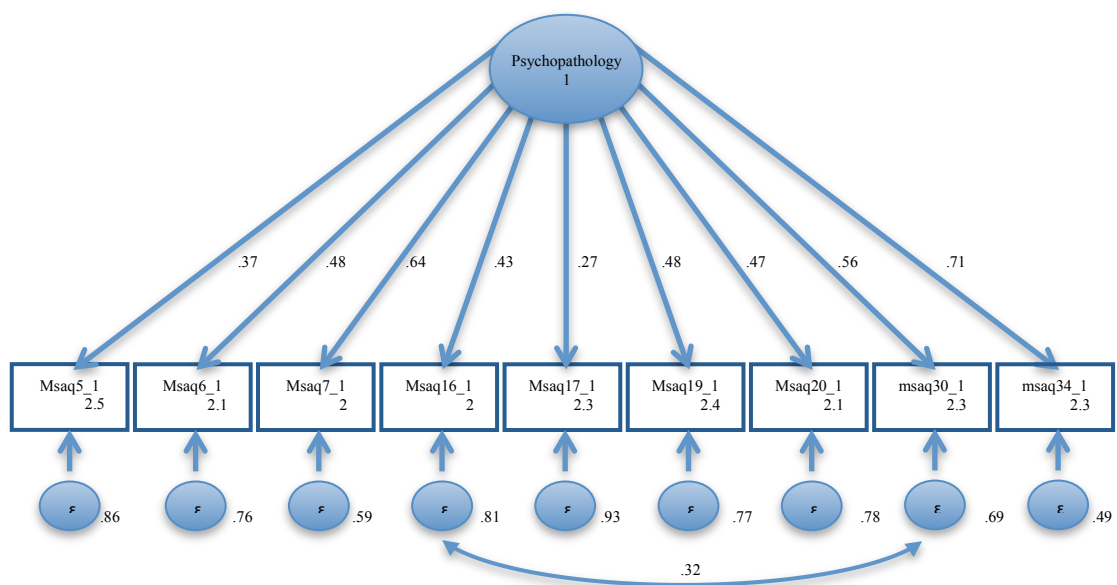 Psychopathology
1
.37
.48
.64
.43
.27
.48
.47
.56
.71
Msaq5_1
2.5
Msaq6_1
2.1
Msaq7_1
2
Msaq16_1
2
Msaq17_1
2.3
Msaq19_1
2.4
Msaq20_1
2.1
msaq30_1
2.3
msaq34_1
2.3
ε
.86
ε
.76
ε
.59
ε
.81
ε
.93
ε
.77
ε
.78
ε
.69
ε
.49
.32